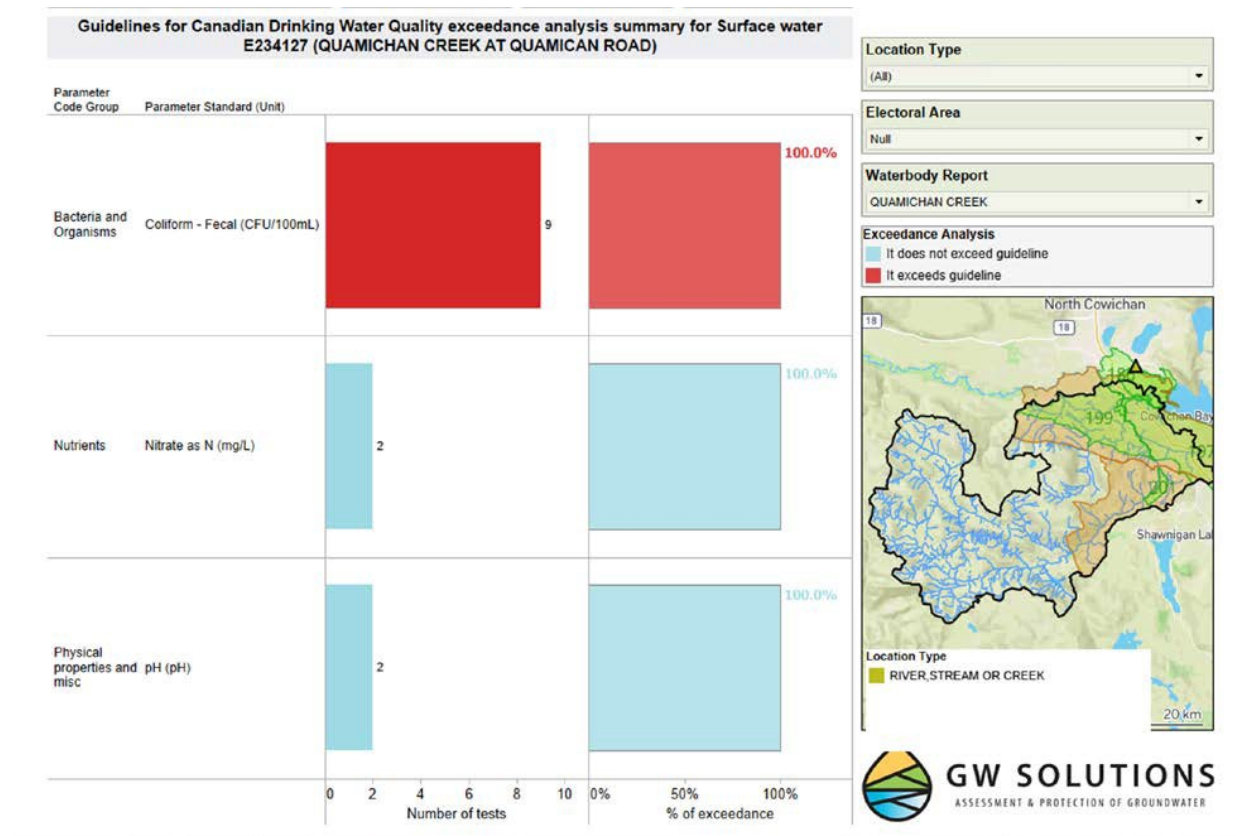 Guidelines for Canadian Drinking Water Quality exceedance analysis summary for Surface water
E234127 (QUAMICHAN CREEK AT QUAMICAN ROAD)
Parameter
Code Group
Parameter Standard (Unit)
Bacteria and
Organisms
Coliform - Fecal (CFU/100mL)
9
100.0%
Nutrients
Nitrate as N (mg/L)
2
100.0%
Physical
properties and
misc
pH (pH)
2
100.0%
0 2 4 6 8 10
Number of tests
0% 50% 100%
% of exceedance
Location Type
(All)
Electoral Area
Null
Waterbody Report
QUAMICHAN CREEK
Exceedance Analysis
It does not exceed guideline
It exceeds guideline
North Cowichan
18
18
199
Shawnigan Lal
Location Type
RIVER,STREAM OR CREEK
20 km
GW SOLUTIONS
ASSESSMENT & PROTECTION OF GROUNDWATER